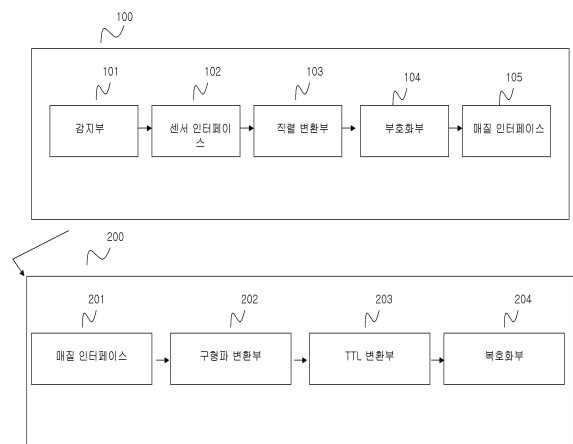 100
101
102
103
104
105
감지부
센서 인터페이
스
직렬 변환부
부호화부
매질 인터페이스
200
201
202
203
204
매질 인터페이스
구형파 변환부
TTL 변환부
복호화부